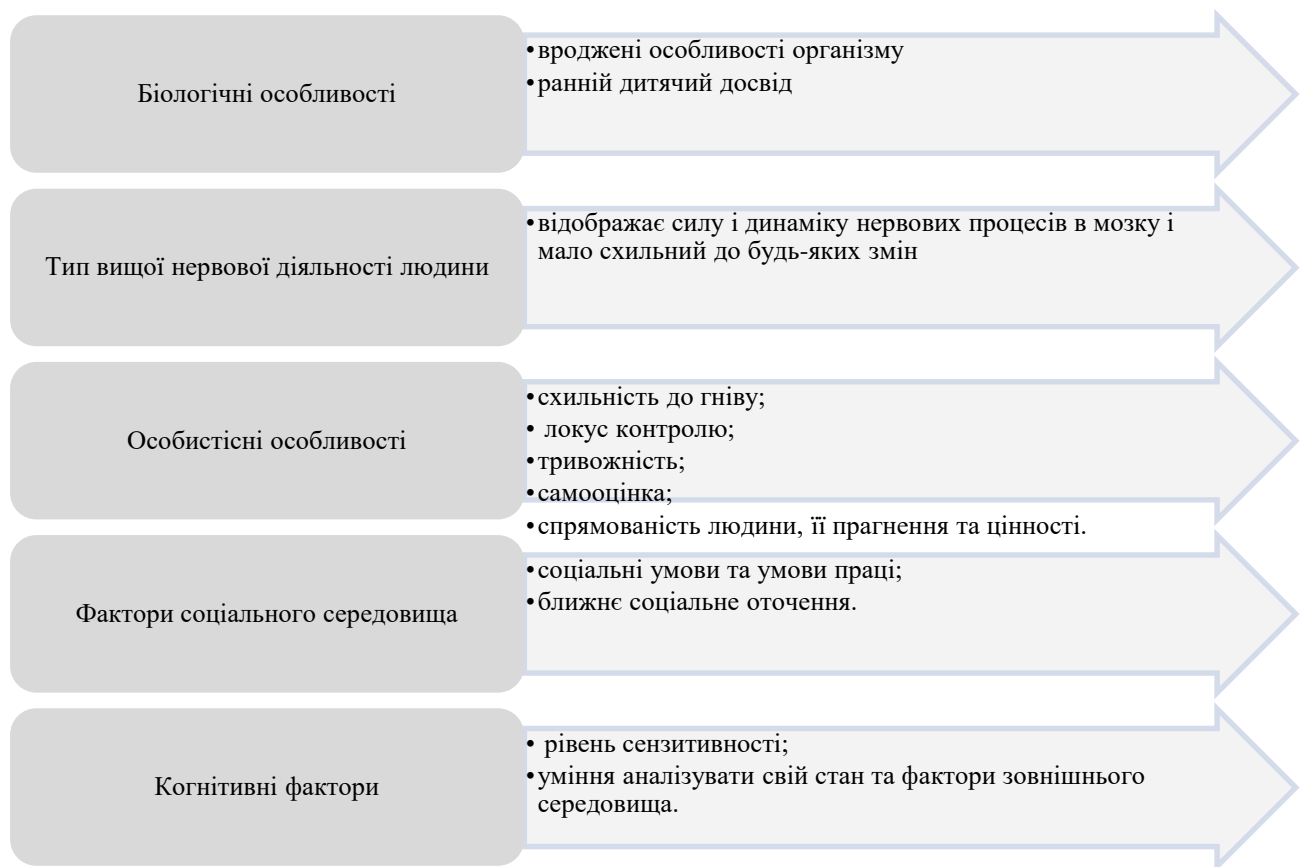 Біологічні особливості
•вроджені особливості організму
•ранній дитячий досвід
Тип вищої нервової діяльності людини
•відображає силу і динаміку нервових процесів в мозку і
мало схильний до будь-яких змін
Особистісні особливості
•схильність до гніву;
• локус контролю;
•тривожність;
•самооцінка;
•спрямованість людини, її прагнення та цінності.
Фактори соціального середовища
•соціальні умови та умови праці;
•ближнє соціальне оточення.
Когнітивні фактори
• рівень сензитивності;
•уміння аналізувати свій стан та фактори зовнішнього
середовища.